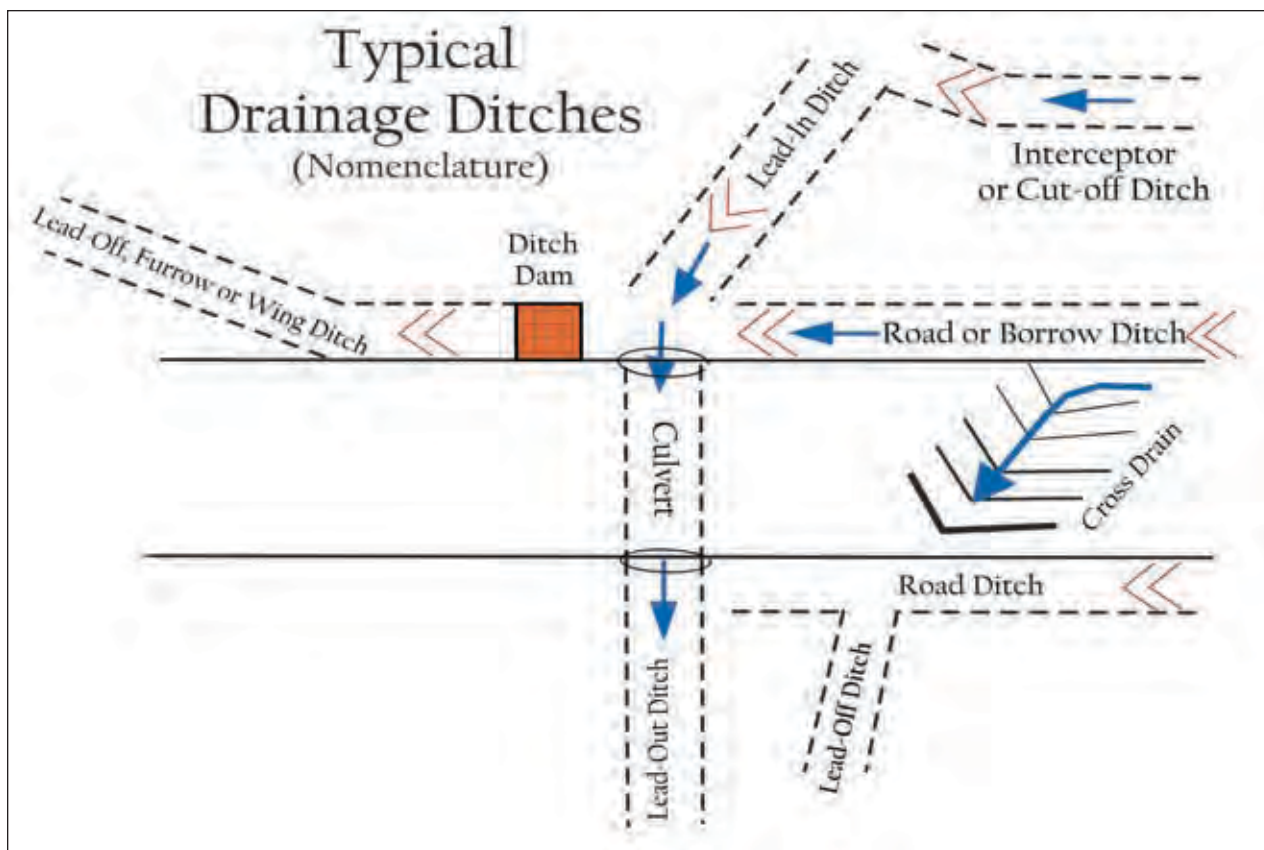 Typical
Drainage Ditches
(Nomenclature)
Lead-In Ditch
Interceptor
or Cut-off Ditch
Lead-Off, Furrow or Wing Ditch
Ditch
Dam
Road or Borrow Ditch
Culvert
Cross Drain
Road Ditch
Lead-Out Ditch
Lead-Off Ditch